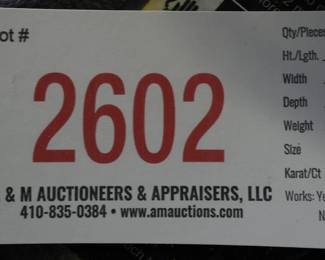 ot #
2602
& M AUCTIONEERS & APPRAISERS, LLC
410-835-0384 • www.amauctions.com
Qty/Pieces
Ht./Lgth.
Width
Depth
Weight
Size
Karat/Ct
Works: Ye
N